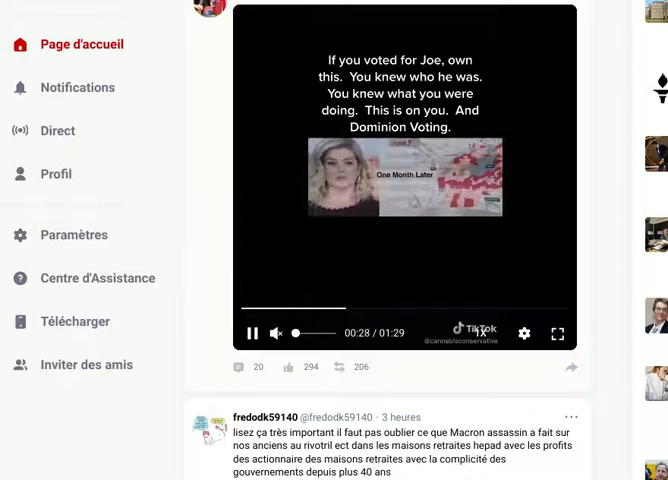 Page d'accueil
Notifications
Direct
Profil
Paramètres
Centre d'Assistance
Télécharger
Inviter des amis
If you voted for Joe, own
this. You knew who he was.
You knew what you were
doing. This is on you. And
Dominion Voting.
One Month Later
00:28 / 01:29
TikTok
1X
@cannabisconservative
20
294
206
fredodk59140 @fredodk59140 · 3 heures
lisez ça très important il faut pas oublier ce que Macron assassin a fait sur
nos anciens au rivotril ect dans les maisons retraites hepad avec les profits
des actionnaire des maisons retraites avec la complicité des
gouvernements depuis plus 40 ans